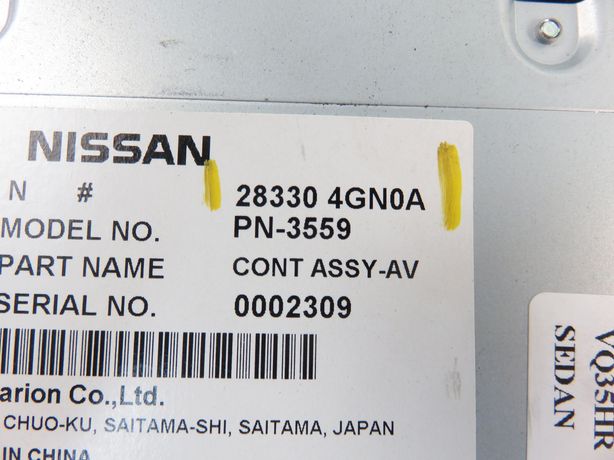 NISSAN
N # 28330 4GN0A
MODEL NO. PN-3559
PART NAME CONT ASSY-AV
SERIAL NO. 0002309
arion Co.,Ltd.
CHUO-KU, SAITAMA-SHI, SAITAMA, JAPAN
IN CHINA
VQ35HR
SEDAN